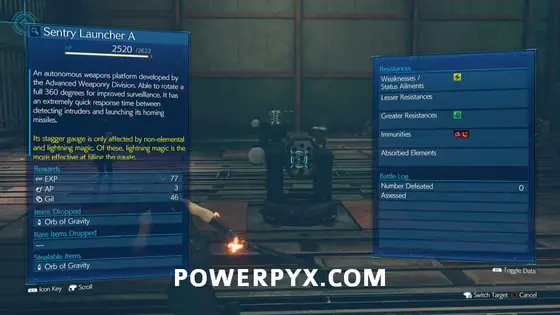 Sentry Launcher A
HP 2520 /2622
An autonomous weapons platform developed by
the Advanced Weaponry Division. Able to rotate a
full 360 degrees for improved surveillance. It has
an extremely quick response time between
detecting intruders and launching its homing
missiles.
Its stagger gauge is only affected by non-elemental
and lightning magic. Of these, lightning magic is the
more effective at filling the gauge.
Rewards
EXP 77
AP 3
Gil 46
Items Dropped
Orb of Gravity
Rare Items Dropped
---
Stealable Items
Orb of Gravity
Icon Key Scroll
Resistances
Weaknesses /
Status Ailments
Lesser Resistances
Greater Resistances
Immunities
Absorbed Elements
Battle Log
Number Defeated 0
Assessed
Toggle Data
Switch Target Cancel
POWERPYX.COM